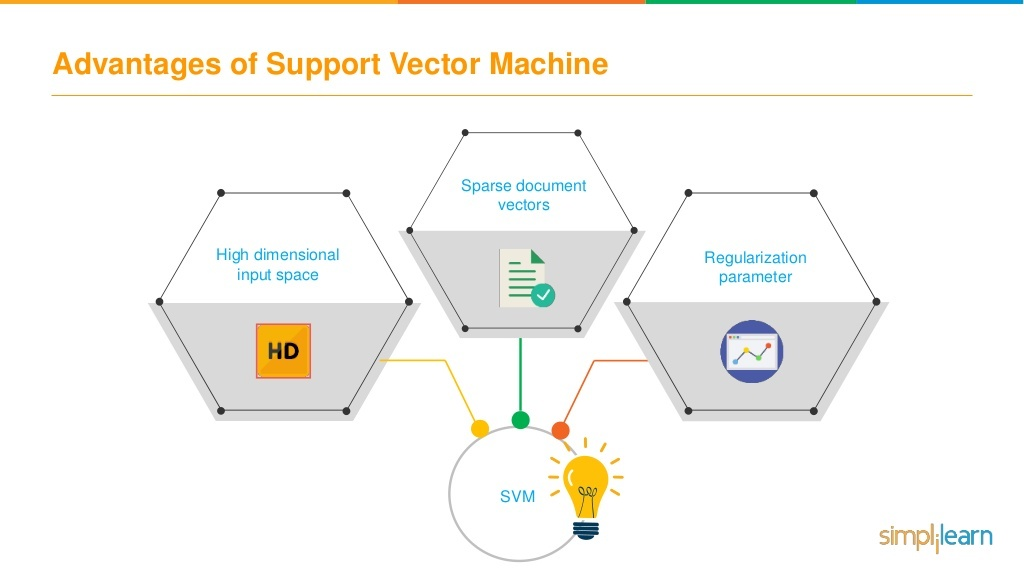 Advantages of Support Vector Machine
Sparse document
vectors
High dimensional
input space
Regularization
parameter
HD
SVM
simplilearn